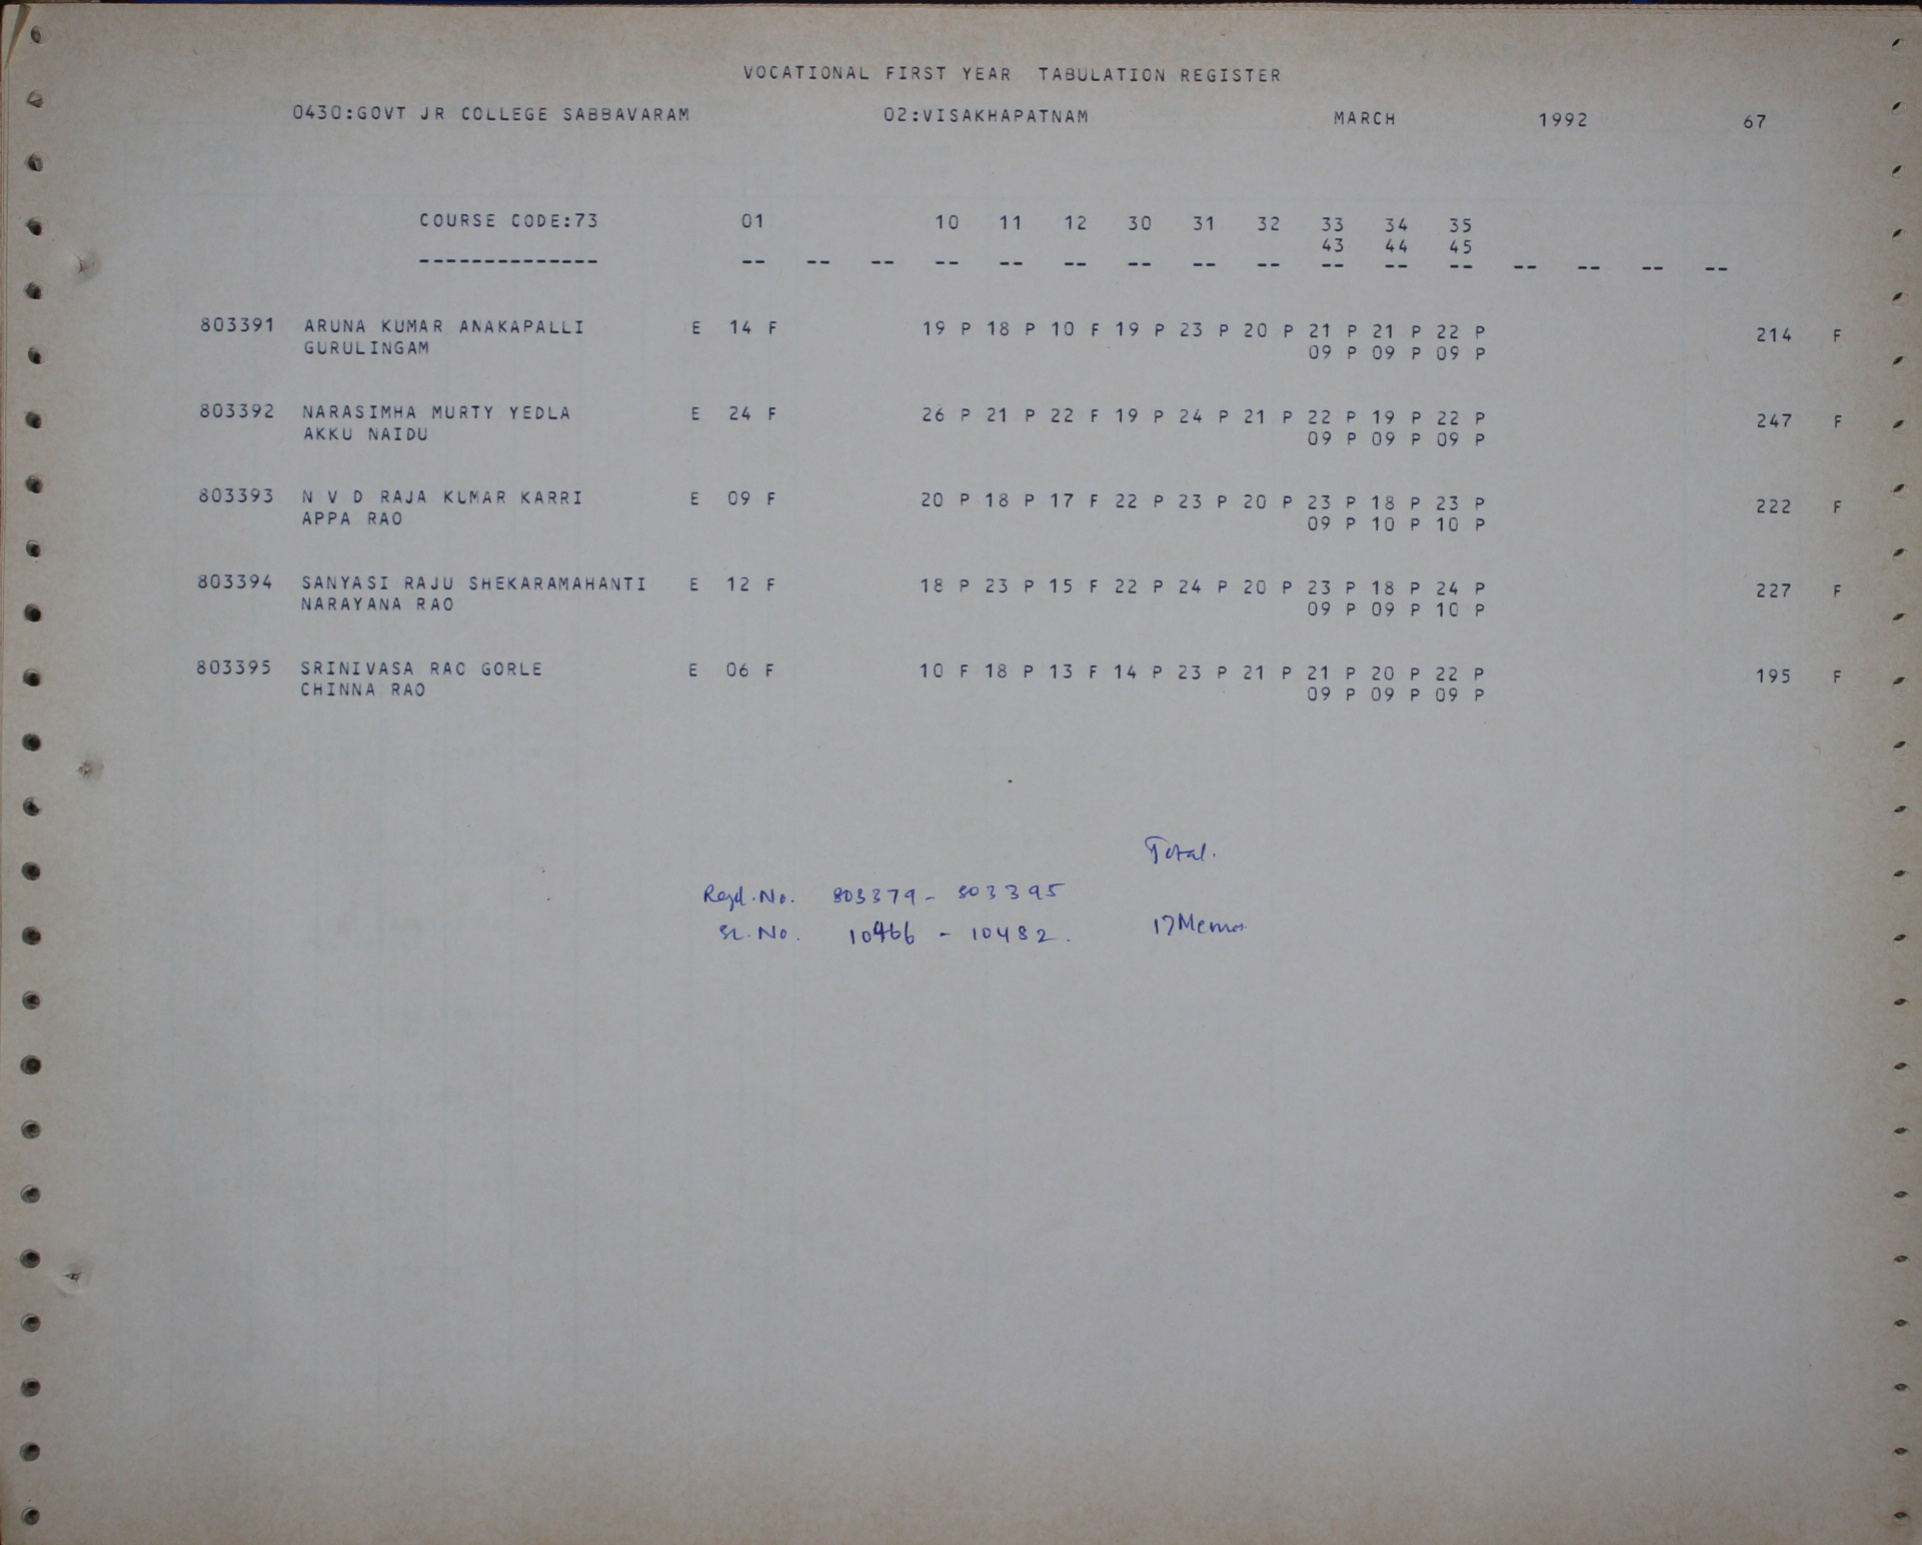 VOCATIONAL FIRST YEAR TABULATION REGISTER
0430:GOVT JR COLLEGE SABBAVARAM 02:VISAKHAPATNAM MARCH 1992 67
COURSE CODE:73 01 10 11 12 30 31 32 33 34 35
43 44 45
-------------- -- -- -- -- -- -- -- -- -- -- -- -- -- -- -- --
803391 ARUNA KUMAR ANAKAPALLI E 14 F 19 P 18 P 10 F 19 P 23 P 20 P 21 P 21 P 22 P 214 F
GURULINGAM 09 P 09 P 09 P
803392 NARASIMHA MURTY YEDLA E 24 F 26 P 21 P 22 F 19 P 24 P 21 P 22 P 19 P 22 P 247 F
AKKU NAIDU 09 P 09 P 09 P
803393 N V D RAJA KUMAR KARRI E 09 F 20 P 18 P 17 F 22 P 23 P 20 P 23 P 18 P 23 P 222 F
APPA RAO 09 P 10 P 10 P
803394 SANYASI RAJU SHEKARAMAHANTI E 12 F 18 P 23 P 15 F 22 P 24 P 20 P 23 P 18 P 24 P 227 F
NARAYANA RAO 09 P 09 P 10 P
803395 SRINIVASA RAO GORLE E 06 F 10 F 18 P 13 F 14 P 23 P 21 P 21 P 20 P 22 P 195 F
CHINNA RAO 09 P 09 P 09 P
Total.
Regd.No. 803379 - 803395
SL.No. 10466 - 10482. 17 Memos